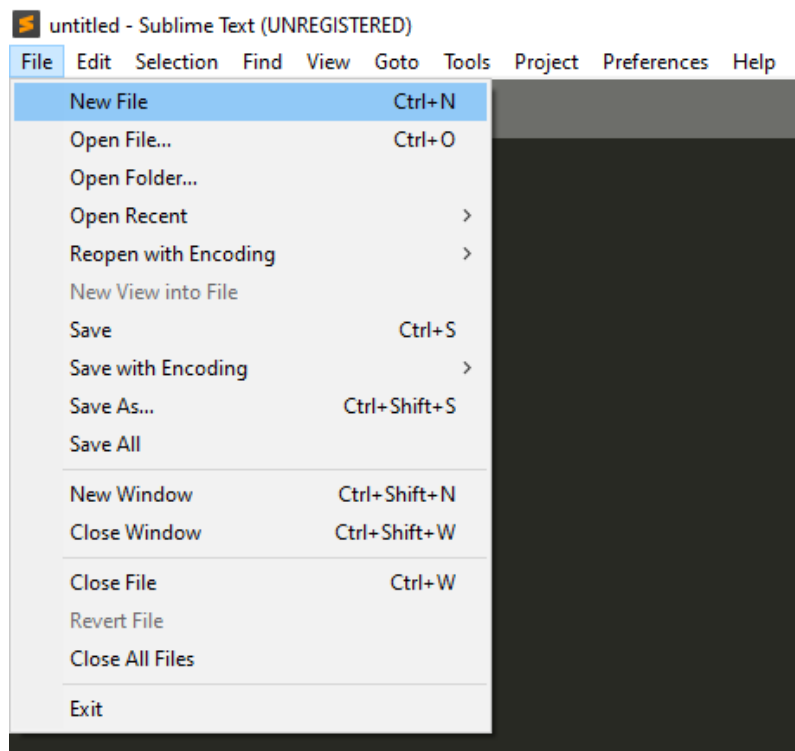 untitled - Sublime Text (UNREGISTERED)
File Edit Selection Find View Goto Tools Project Preferences Help
New File Ctrl+N
Open File... Ctrl+O
Open Folder...
Open Recent
Reopen with Encoding
New View into File
Save Ctrl+S
Save with Encoding
Save As... Ctrl+Shift+S
Save All
New Window Ctrl+Shift+N
Close Window Ctrl+Shift+W
Close File Ctrl+W
Revert File
Close All Files
Exit